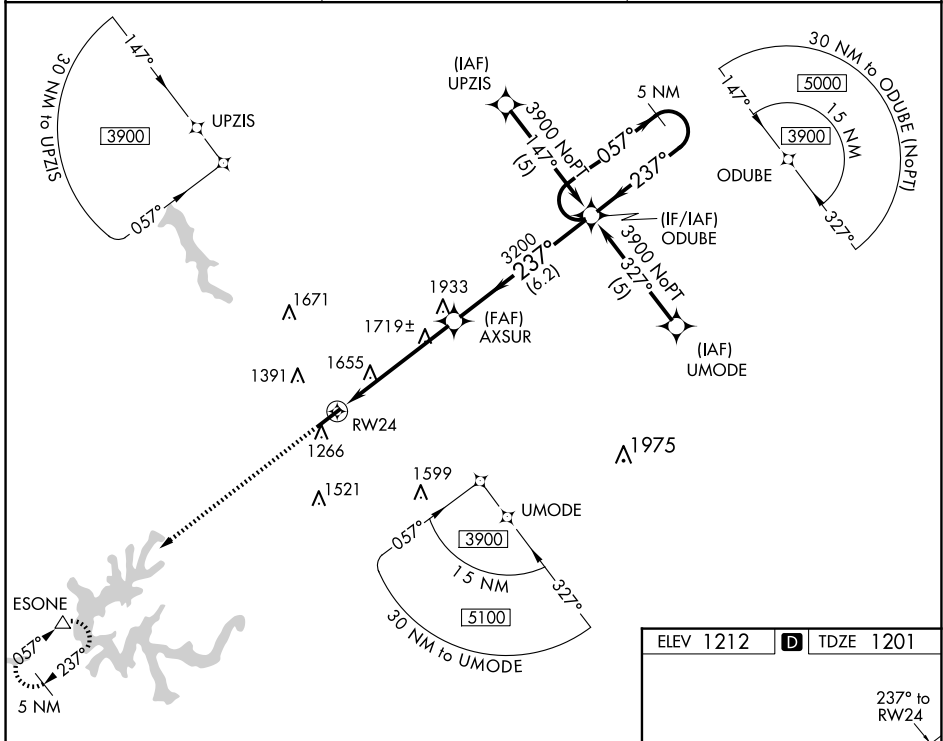 147°
30 NM to UPZIS
3900
UPZIS
057°
(IAF)
UPZIS
3900 NoPT
147°
(5)
5 NM
057°
237°
30 NM to ODUBE (NoPT)
5000
147°
3900
15 NM
ODUBE
327°
(IF/IAF)
ODUBE
3900 NoPT
327°
(5)
(IAF)
UMODE
3200
237°
(6.2)
1933
1671
1719±
(FAF)
AXSUR
1655
1391
RW24
1266
1975
1521
1599
UMODE
057°
3900
15 NM
327°
5100
30 NM to UMODE
ESONE
057°
237°
5 NM
ELEV 1212 D TDZE 1201
237° to
RW24